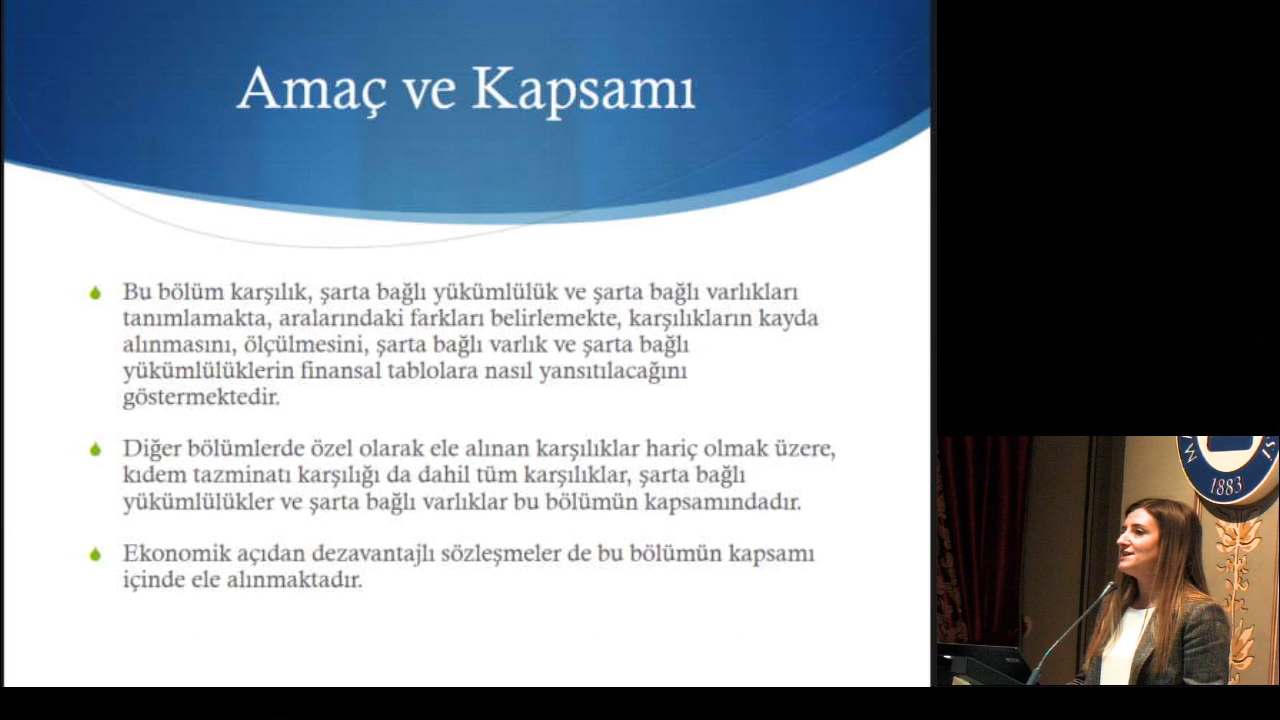 Amaç ve Kapsamı
Bu bölüm karşılık, şarta bağlı yükümlülük ve şarta bağlı varlıkları
tanımlamakta, aralarındaki farkları belirlemekte, karşılıkların kayda
alınmasını, ölçülmesini, şarta bağlı varlık ve şarta bağlı
yükümlülüklerin finansal tablolara nasıl yansıtılacağını
göstermektedir.
Diğer bölümlerde özel olarak ele alınan karşılıklar hariç olmak üzere,
kıdem tazminatı karşılığı da dahil tüm karşılıklar, şarta bağlı
yükümlülükler ve şarta bağlı varlıklar bu bölümün kapsamındadır.
Ekonomik açıdan dezavantajlı sözleşmeler de bu bölümün kapsamı
içinde ele alınmaktadır.
1883